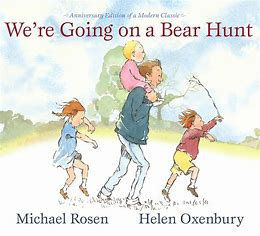 Anniversary Edition of a Modern Classic
We're Going on a Bear Hunt
Michael Rosen Helen Oxenbury